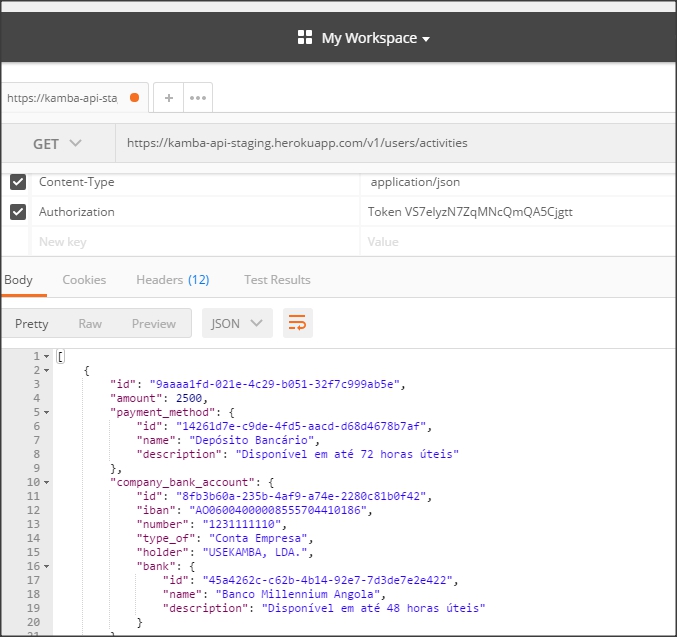 My Workspace
https://kamba-api-sta
GET https://kamba-api-staging.herokuapp.com/v1/users/activities
Content-Type application/json
Authorization Token VS7elyzN7ZqMNcQmQA5Cjgtt
New key Value
Body Cookies Headers (12) Test Results
Pretty Raw Preview JSON
1 [
2 {
3 "id": "9aaaa1fd-021e-4c29-b051-32f7c999ab5e",
4 "amount": 2500,
5 "payment_method": {
6 "id": "14261d7e-c9de-4fd5-aacd-d68d4678b7af",
7 "name": "Depósito Bancário",
8 "description": "Disponível em até 72 horas úteis"
9 },
10 "company_bank_account": {
11 "id": "8fb3b60a-235b-4af9-a74e-2280c81b0f42",
12 "iban": "AO06004000008555704410186",
13 "number": "1231111110",
14 "type_of": "Conta Empresa",
15 "holder": "USEKAMBA, LDA.",
16 "bank": {
17 "id": "45a4262c-c62b-4b14-92e7-7d3de7e2e422",
18 "name": "Banco Millennium Angola",
19 "description": "Disponível em até 48 horas úteis"
20 }
21 }